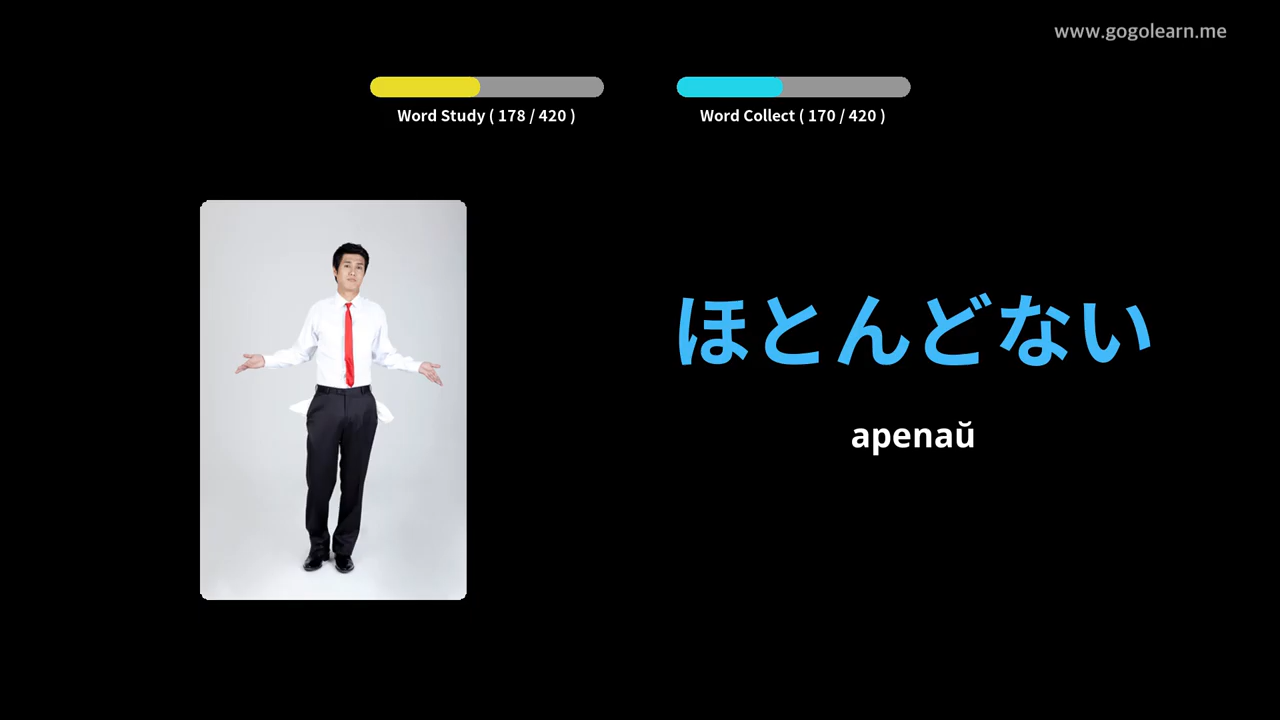 www.gogolearn.me
Word Study ( 178 / 420 )
Word Collect ( 170 / 420 )
ほとんどない
apenaŭ